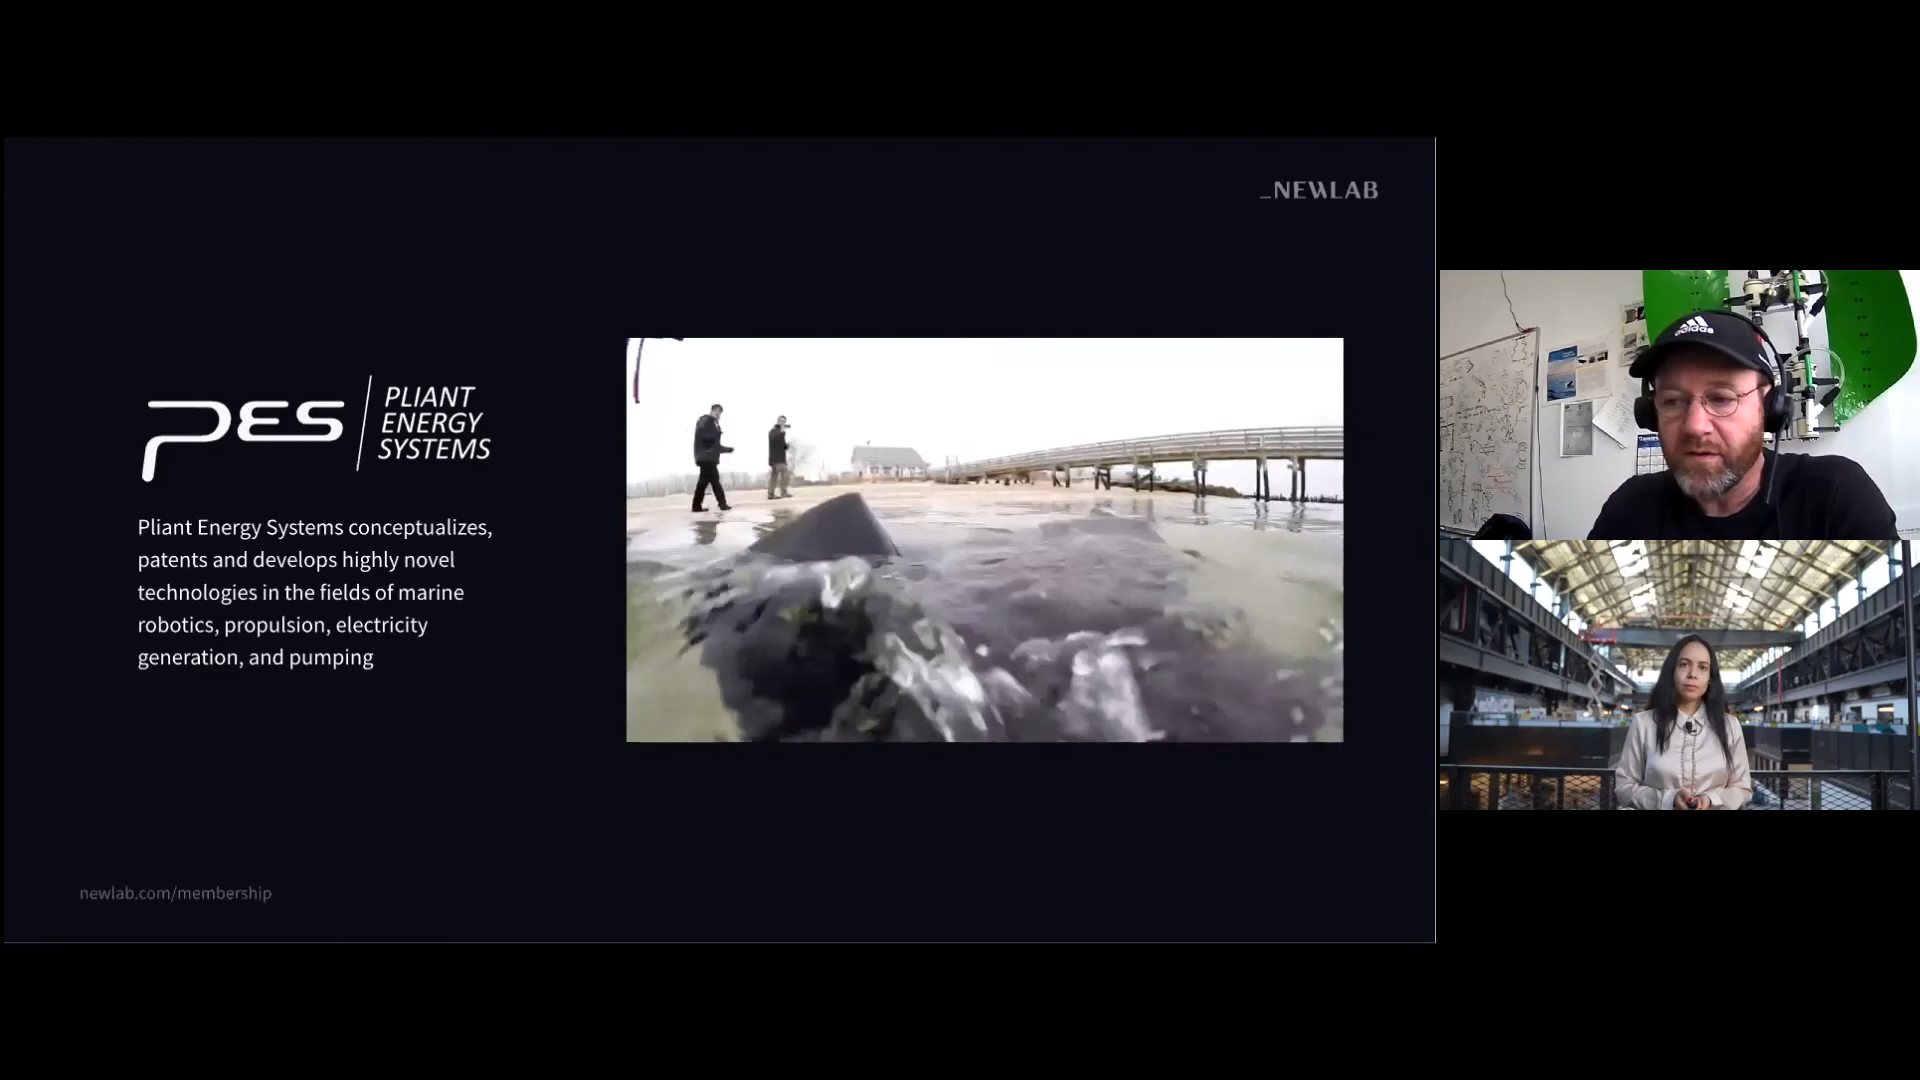 _NEWLAB
PES
PLIANT
ENERGY
SYSTEMS
Pliant Energy Systems conceptualizes,
patents and develops highly novel
technologies in the fields of marine
robotics, propulsion, electricity
generation, and pumping
newlab.com/membership
adidas